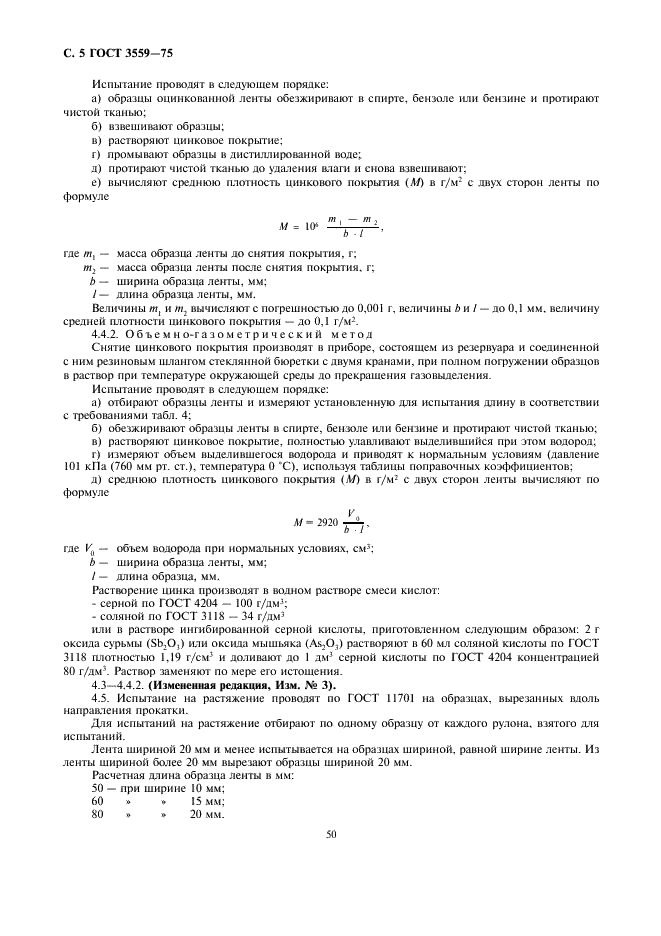 С. 5 ГОСТ 3559—75
Испытание проводят в следующем порядке:
а) образцы оцинкованной ленты обезжиривают в спирте, бензоле или бензине и протирают
чистой тканью;
б) взвешивают образцы;
в) растворяют цинковое покрытие;
г) промывают образцы в дистиллированной воде;
д) протирают чистой тканью до удаления влаги и снова взвешивают;
е) вычисляют среднюю плотность цинкового покрытия (M) в г/м² с двух сторон ленты по
формуле
M = 10⁶ (m₁ — m₂) / (b · l),
где m₁ — масса образца ленты до снятия покрытия, г;
m₂ — масса образца ленты после снятия покрытия, г;
b — ширина образца ленты, мм;
l — длина образца ленты, мм.
Величины m₁ и m₂ вычисляют с погрешностью до 0,001 г, величины b и l — до 0,1 мм, величину
средней плотности цинкового покрытия — до 0,1 г/м².
4.4.2. Объемно-газометрический метод
Снятие цинкового покрытия производят в приборе, состоящем из резервуара и соединенной
с ним резиновым шлангом стеклянной бюретки с двумя кранами, при полном погружении образцов
в раствор при температуре окружающей среды до прекращения газовыделения.
Испытание проводят в следующем порядке:
а) отбирают образцы ленты и измеряют установленную для испытания длину в соответствии
с требованиями табл. 4;
б) обезжиривают образцы ленты в спирте, бензоле или бензине и протирают чистой тканью;
в) растворяют цинковое покрытие, полностью улавливают выделившийся при этом водород;
г) измеряют объем выделившегося водорода и приводят к нормальным условиям (давление
101 кПа (760 мм рт. ст.), температура 0 °С), используя таблицы поправочных коэффициентов;
д) среднюю плотность цинкового покрытия (M) в г/м² с двух сторон ленты вычисляют по
формуле
M = 2920 V₀ / (b · l),
где V₀ — объем водорода при нормальных условиях, см³;
b — ширина образца ленты, мм;
l — длина образца, мм.
Растворение цинка производят в водном растворе смеси кислот:
- серной по ГОСТ 4204 — 100 г/дм³;
- соляной по ГОСТ 3118 — 34 г/дм³
или в растворе ингибированной серной кислоты, приготовленном следующим образом: 2 г
оксида сурьмы (Sb₂O₃) или оксида мышьяка (As₂O₃) растворяют в 60 мл соляной кислоты по ГОСТ
3118 плотностью 1,19 г/см³ и доливают до 1 дм³ серной кислоты по ГОСТ 4204 концентрацией
80 г/дм³. Раствор заменяют по мере его истощения.
4.3—4.4.2. (Измененная редакция, Изм. № 3).
4.5. Испытание на растяжение проводят по ГОСТ 11701 на образцах, вырезанных вдоль
направления прокатки.
Для испытаний на растяжение отбирают по одному образцу от каждого рулона, взятого для
испытаний.
Лента шириной 20 мм и менее испытывается на образцах шириной, равной ширине ленты. Из
ленты шириной более 20 мм вырезают образцы шириной 20 мм.
Расчетная длина образца ленты в мм:
50 — при ширине 10 мм;
60 » » 15 мм;
80 » » 20 мм.
50